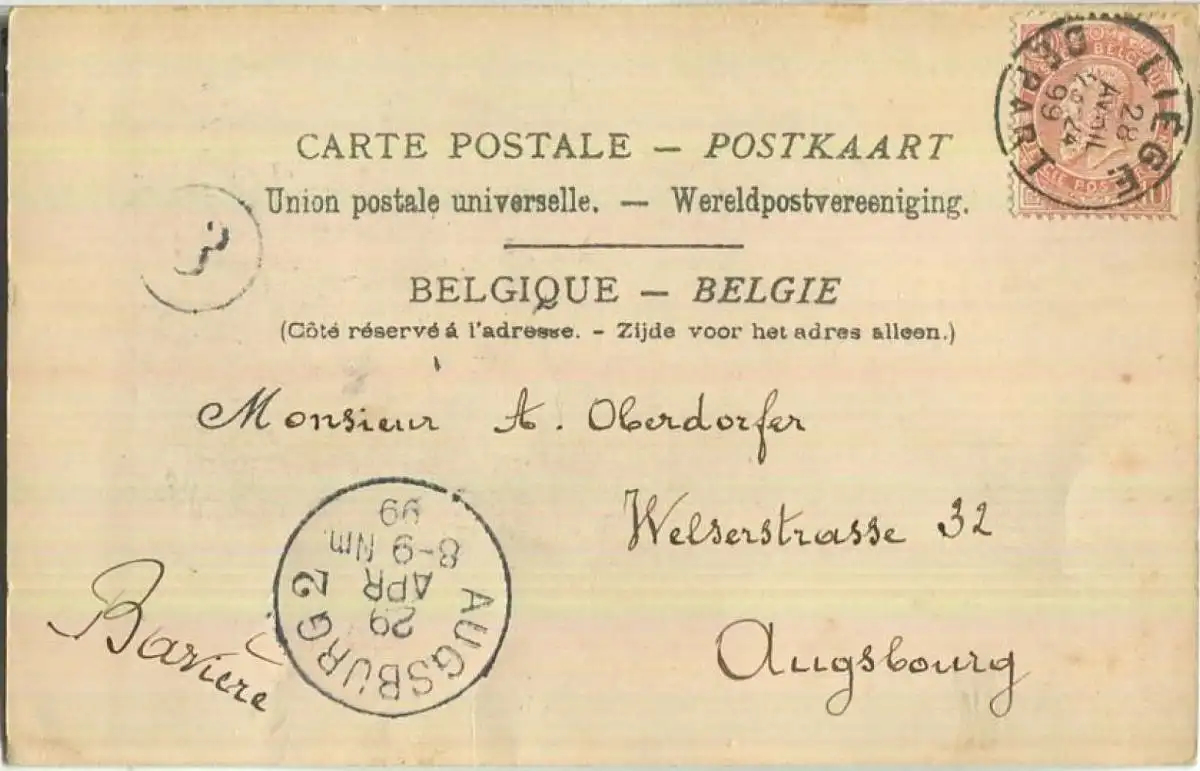 CARTE POSTALE — POSTKAART
Union postale universelle. — Wereldpostvereeniging.
BELGIQUE — BELGIE
(Côté réservé á l'adresse. - Zijde voor het adres alleen.)
Monsieur A. Oberdorfer
Welserstrasse 32
Augsbourg
Bavière
LIEGE
28
AVRIL
99
DEPART
AUGSBURG 2
29
APR
8-9 Nm.
99